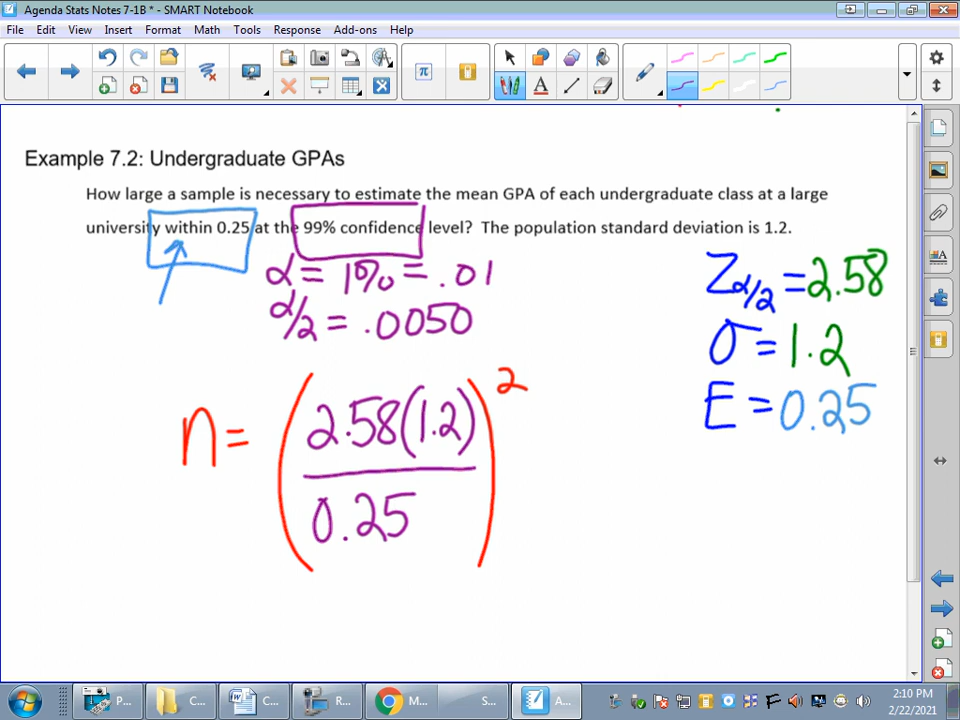 Agenda Stats Notes 7-1B * - SMART Notebook
File Edit View Insert Format Math Tools Response Add-ons Help
Example 7.2: Undergraduate GPAs
How large a sample is necessary to estimate the mean GPA of each undergraduate class at a large
university within 0.25 at the 99% confidence level? The population standard deviation is 1.2.
α = 1% = .01
α/2 = .0050
Zα/2 = 2.58
σ = 1.2
E = 0.25
n = (2.58(1.2) / 0.25)²
P... C... C... R... M... S... A...
2:10 PM
2/22/2021